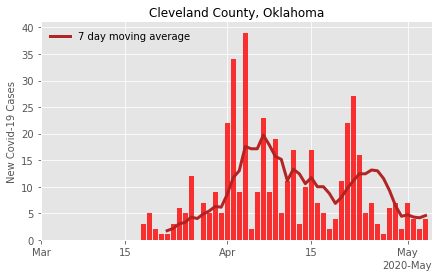 Cleveland County, Oklahoma
7 day moving average
New Covid-19 Cases
40
35
30
25
20
15
10
5
0
Mar 15 Apr 15 May
2020-May